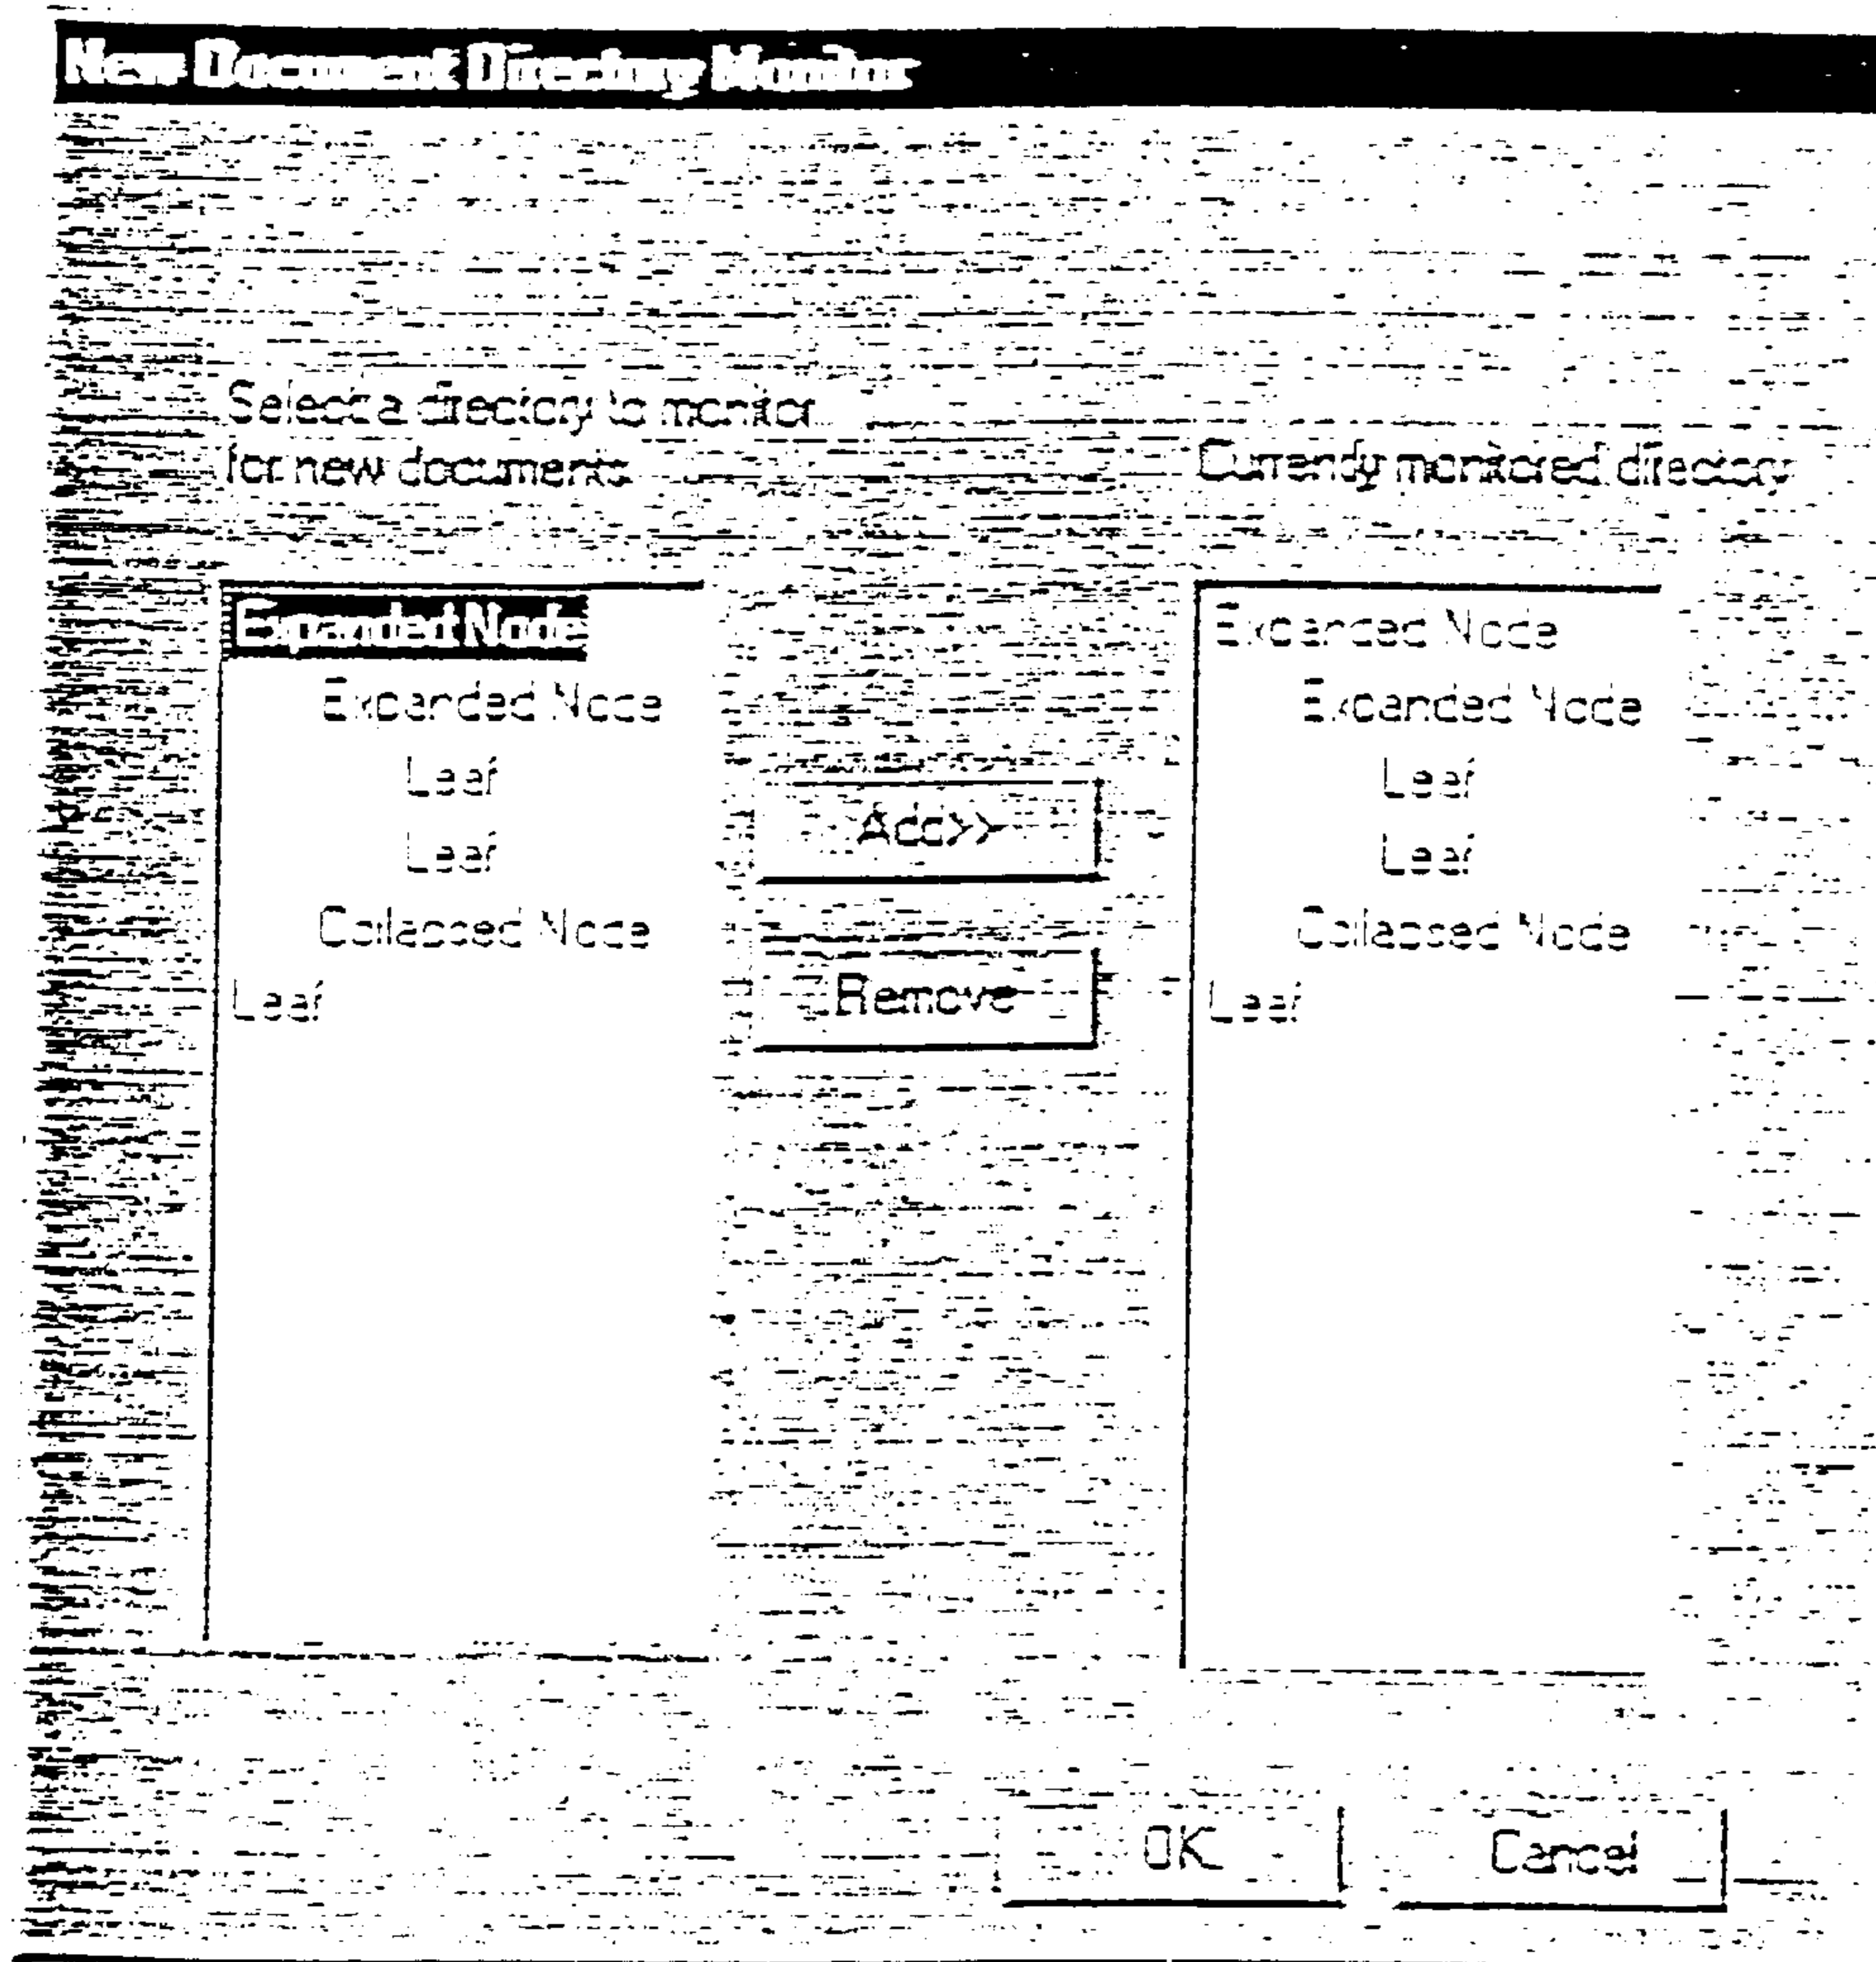 New Document Directory Monitor
Select a directory to monitor
for new documents
Currently monitored directory
Expanded Node
Expanded Node
Leaf
Leaf
Collapsed Node
Leaf
Add>>
Remove
Expanded Node
Expanded Node
Leaf
Leaf
Collapsed Node
Leaf
OK
Cancel